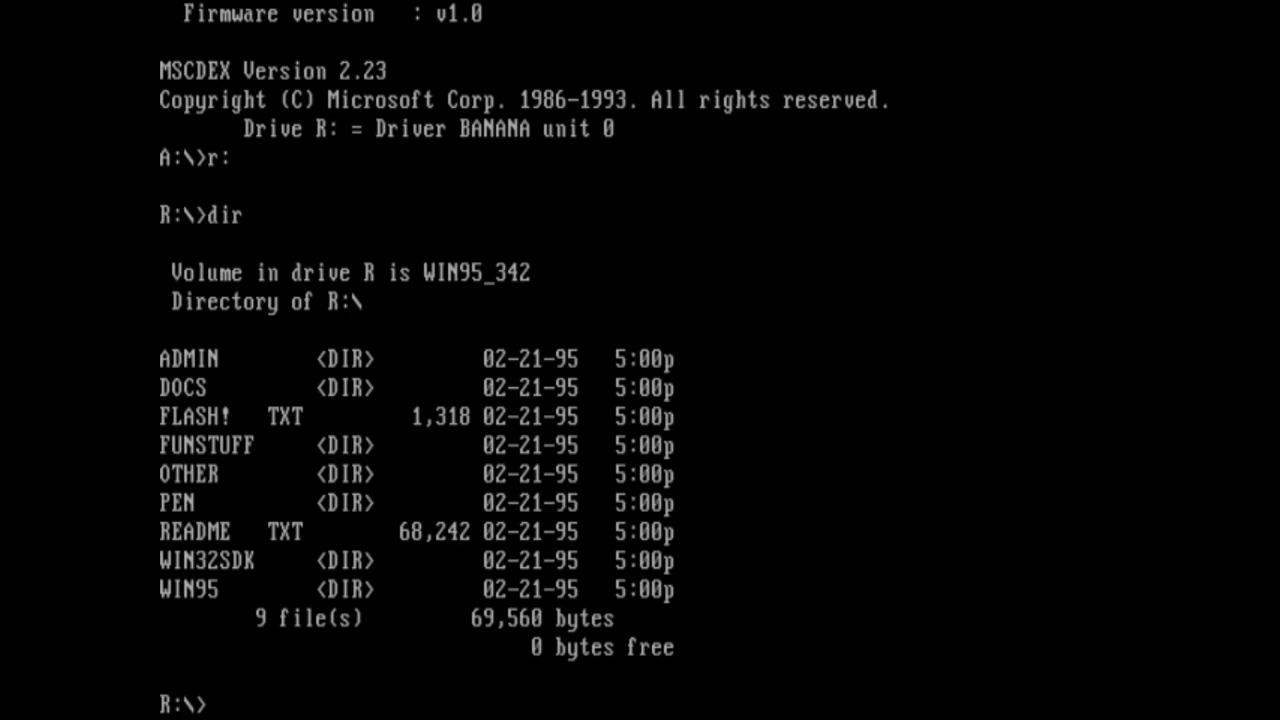 Firmware version   : v1.0
MSCDEX Version 2.23
Copyright (C) Microsoft Corp. 1986-1993. All rights reserved.
       Drive R: = Driver BANANA unit 0
A:\>r:
R:\>dir
 Volume in drive R is WIN95_342
 Directory of R:\
ADMIN        <DIR>         02-21-95   5:00p
DOCS         <DIR>         02-21-95   5:00p
FLASH!   TXT         1,318 02-21-95   5:00p
FUNSTUFF     <DIR>         02-21-95   5:00p
OTHER        <DIR>         02-21-95   5:00p
PEN          <DIR>         02-21-95   5:00p
README   TXT        68,242 02-21-95   5:00p
WIN32SDK     <DIR>         02-21-95   5:00p
WIN95        <DIR>         02-21-95   5:00p
        9 file(s)         69,560 bytes
                               0 bytes free
R:\>